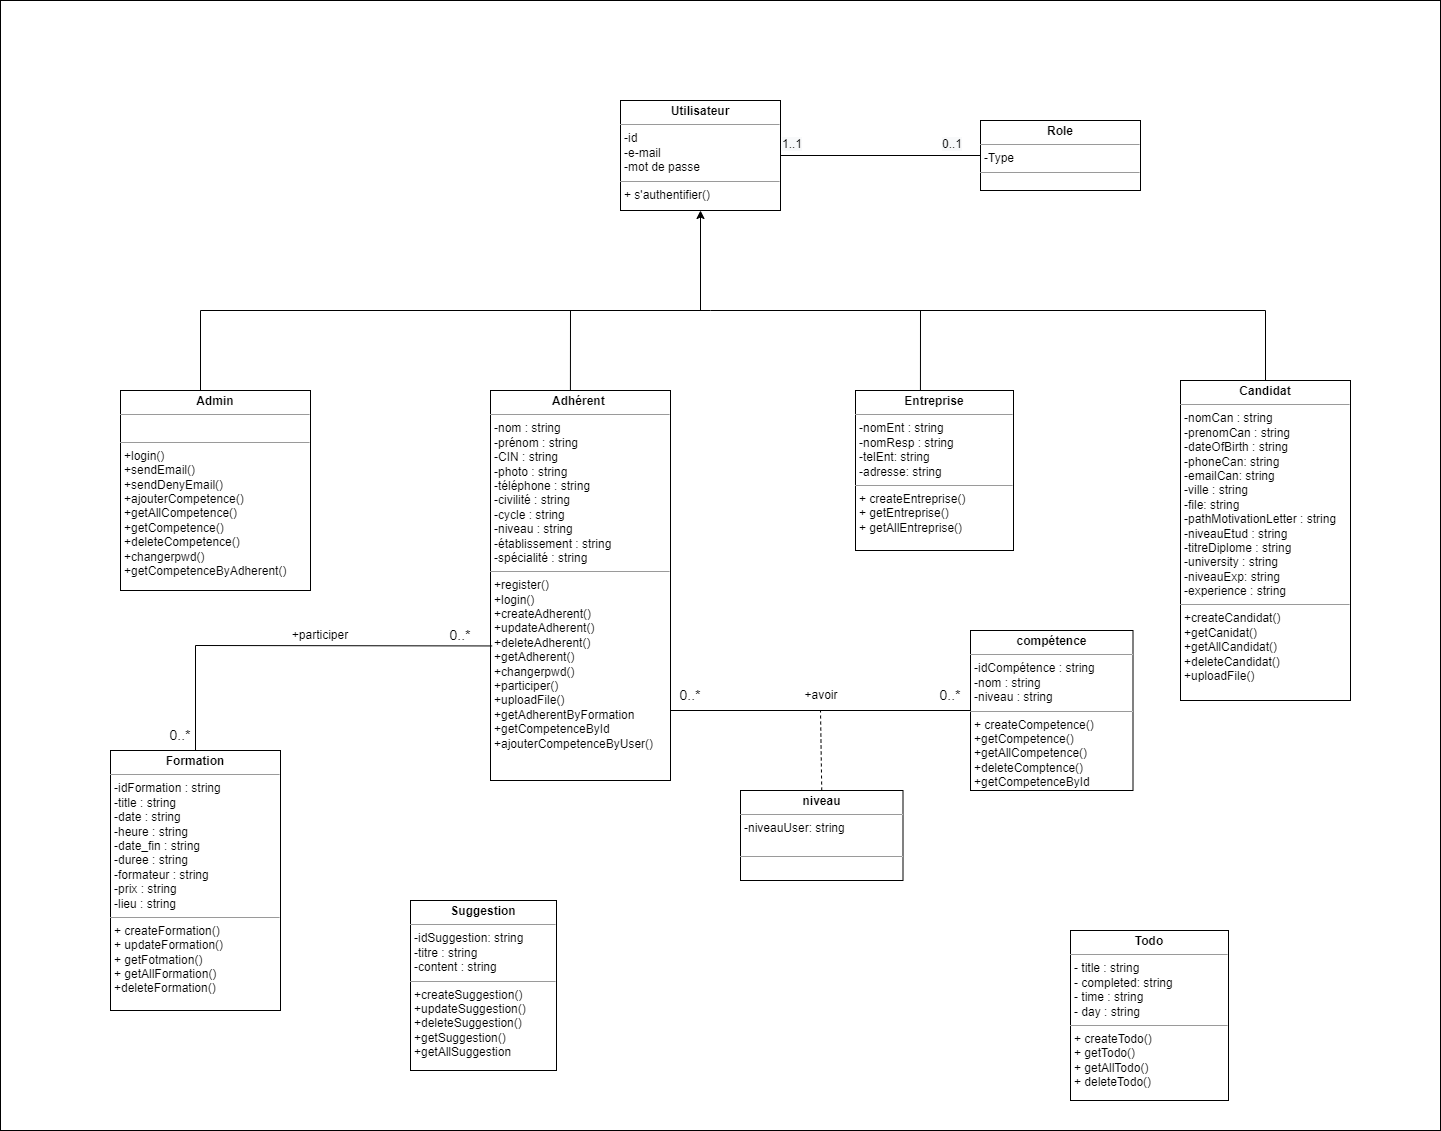 Utilisateur
-id
-e-mail
-mot de passe
+ s'authentifier()
1..1
0..1
Role
-Type
Admin
+login()
+sendEmail()
+sendDenyEmail()
+ajouterCompetence()
+getAllCompetence()
+getCompetence()
+deleteCompetence()
+changerpwd()
+getCompetenceByAdherent()
Adhérent
-nom : string
-prénom : string
-CIN : string
-photo : string
-téléphone : string
-civilité : string
-cycle : string
-niveau : string
-établissement : string
-spécialité : string
+register()
+login()
+createAdherent()
+updateAdherent()
+deleteAdherent()
+getAdherent()
+changerpwd()
+participer()
+uploadFile()
+getAdherentByFormation
+getCompetenceById
+ajouterCompetenceByUser()
Entreprise
-nomEnt : string
-nomResp : string
-telEnt: string
-adresse: string
+ createEntreprise()
+ getEntreprise()
+ getAllEntreprise()
Candidat
-nomCan : string
-prenomCan : string
-dateOfBirth : string
-phoneCan: string
-emailCan: string
-ville : string
-file: string
-pathMotivationLetter : string
-niveauEtud : string
-titreDiplome : string
-university : string
-niveauExp: string
-experience : string
+createCandidat()
+getCanidat()
+getAllCandidat()
+deleteCandidat()
+uploadFile()
+participer
0..*
0..*
Formation
-idFormation : string
-title : string
-date : string
-heure : string
-date_fin : string
-duree : string
-formateur : string
-prix : string
-lieu : string
+ createFormation()
+ updateFormation()
+ getFotmation()
+ getAllFormation()
+deleteFormation()
0..*
+avoir
0..*
compétence
-idCompétence : string
-nom : string
-niveau : string
+ createCompetence()
+getCompetence()
+getAllCompetence()
+deleteComptence()
+getCompetenceById
niveau
-niveauUser: string
Suggestion
-idSuggestion: string
-titre : string
-content : string
+createSuggestion()
+updateSuggestion()
+deleteSuggestion()
+getSuggestion()
+getAllSuggestion
Todo
- title : string
- completed: string
- time : string
- day : string
+ createTodo()
+ getTodo()
+ getAllTodo()
+ deleteTodo()